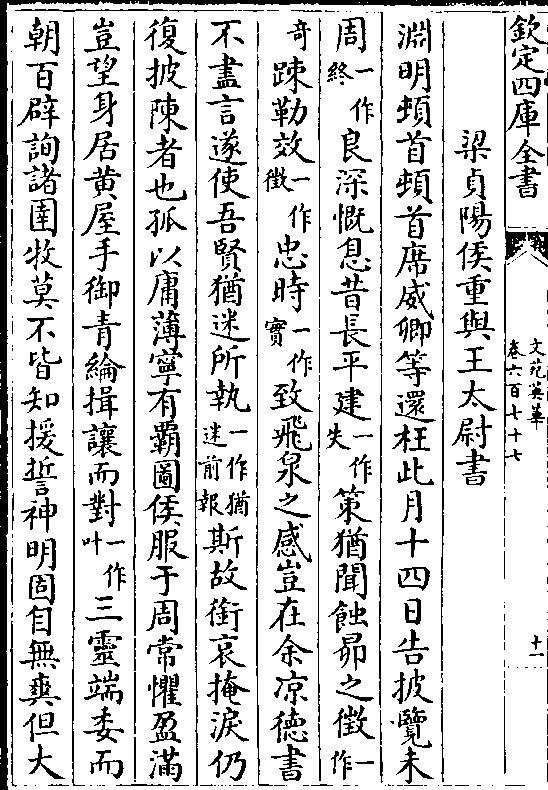 欽定四庫全書
文苑英華
卷六百七十七
十一
梁貞陽侯重與王太尉書
淵明頓首頓首席威卿等還枉此月十四日告披覽未
周一作終良深慨息昔長平建一作失策猶聞蝕昴之徵一作
奇踈勒效一作徵忠時一作實致飛泉之感豈在余凉德書
不盡言遂使吾賢猶迷所執一作猶迷前報斯故銜哀掩淚仍
復披陳者也孤以庸薄寧有覇圖侯服于周常懼盈滿
豈望身居黄屋手御青綸揖讓而對一作叶三靈端委而
朝百辟詢諸圉牧莫不皆知援誓神明固自無爽但大